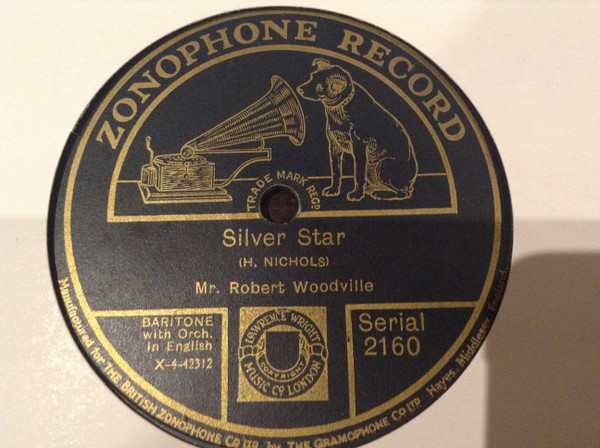 ZONOPHONE RECORD
TRADE MARK REGD.
Silver Star
(H. NICHOLS)
Mr. Robert Woodville
BARITONE
with Orch.
in English
X-4-42312
LAWRENCE WRIGHT
COPYRIGHT
MUSIC CO LONDON
Serial
2160
Manufactured for THE BRITISH ZONOPHONE CO LTD, by THE GRAMOPHONE CO LTD Hayes, Middlesex, England.